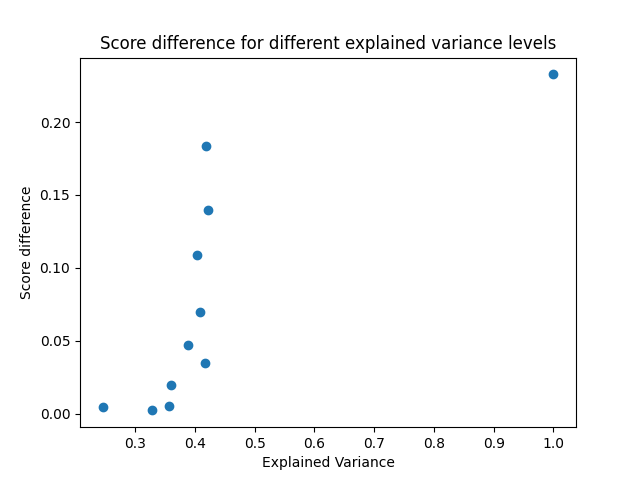 Score difference for different explained variance levels
0.20
0.15
0.10
0.05
0.00
Score difference
0.3 0.4 0.5 0.6 0.7 0.8 0.9 1.0
Explained Variance